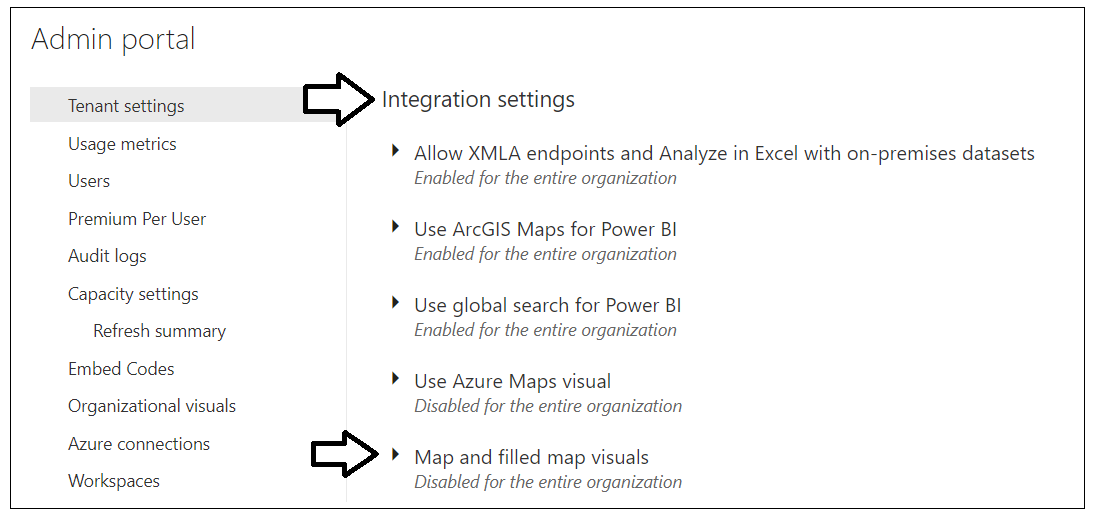 Admin portal
Tenant settings
Usage metrics
Users
Premium Per User
Audit logs
Capacity settings
Refresh summary
Embed Codes
Organizational visuals
Azure connections
Workspaces
Integration settings
Allow XMLA endpoints and Analyze in Excel with on-premises datasets
Enabled for the entire organization
Use ArcGIS Maps for Power BI
Enabled for the entire organization
Use global search for Power BI
Enabled for the entire organization
Use Azure Maps visual
Disabled for the entire organization
Map and filled map visuals
Disabled for the entire organization